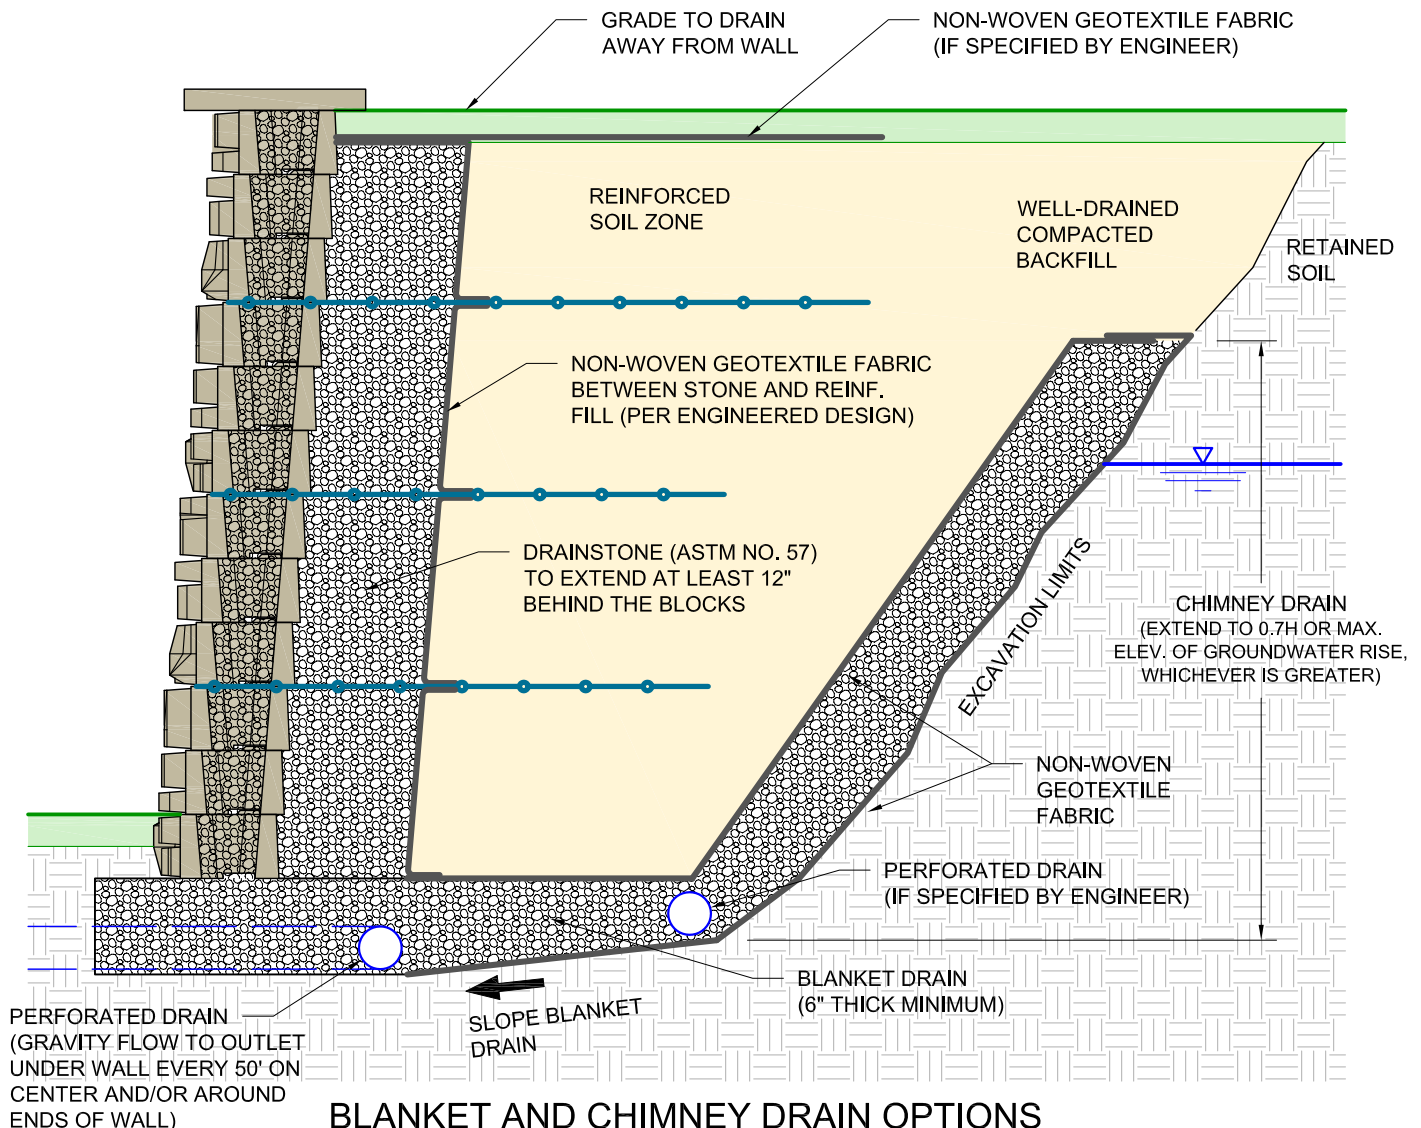 GRADE TO DRAIN
AWAY FROM WALL
NON-WOVEN GEOTEXTILE FABRIC
(IF SPECIFIED BY ENGINEER)
REINFORCED
SOIL ZONE
WELL-DRAINED
COMPACTED
BACKFILL
RETAINED
SOIL
NON-WOVEN GEOTEXTILE FABRIC
BETWEEN STONE AND REINF.
FILL (PER ENGINEERED DESIGN)
DRAINSTONE (ASTM NO. 57)
TO EXTEND AT LEAST 12"
BEHIND THE BLOCKS
EXCAVATION LIMITS
CHIMNEY DRAIN
(EXTEND TO 0.7H OR MAX.
ELEV. OF GROUNDWATER RISE,
WHICHEVER IS GREATER)
NON-WOVEN
GEOTEXTILE
FABRIC
PERFORATED DRAIN
(IF SPECIFIED BY ENGINEER)
BLANKET DRAIN
(6" THICK MINIMUM)
SLOPE BLANKET
DRAIN
PERFORATED DRAIN
(GRAVITY FLOW TO OUTLET
UNDER WALL EVERY 50' ON
CENTER AND/OR AROUND
ENDS OF WALL)
BLANKET AND CHIMNEY DRAIN OPTIONS